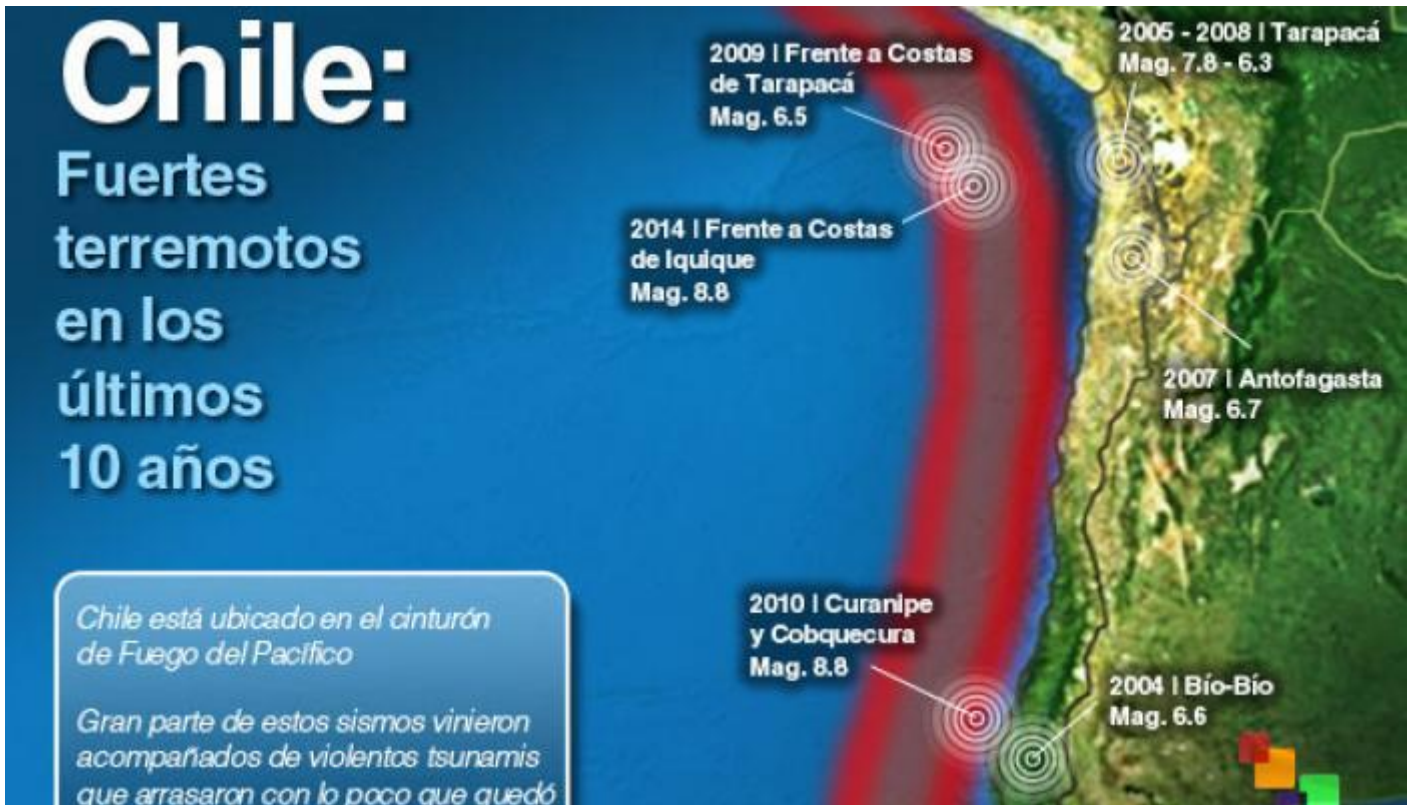 Chile:
Fuertes
terremotos
en los
últimos
10 años
Chile está ubicado en el cinturón
de Fuego del Pacífico
Gran parte de estos sismos vinieron
acompañados de violentos tsunamis
que arrasaron con lo poco que quedó
2009 | Frente a Costas
de Tarapacá
Mag. 6.5
2005 - 2008 | Tarapacá
Mag. 7.8 - 6.3
2014 | Frente a Costas
de Iquique
Mag. 8.8
2007 | Antofagasta
Mag. 6.7
2010 | Curanipe
y Cobquecura
Mag. 8.8
2004 | Bío-Bío
Mag. 6.6